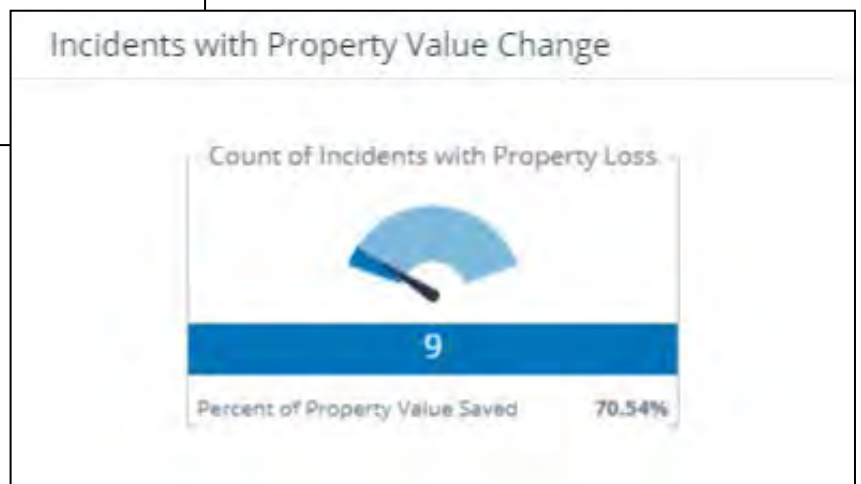 Incidents with Property Value Change
Count of Incidents with Property Loss
9
Percent of Property Value Saved 70.54%